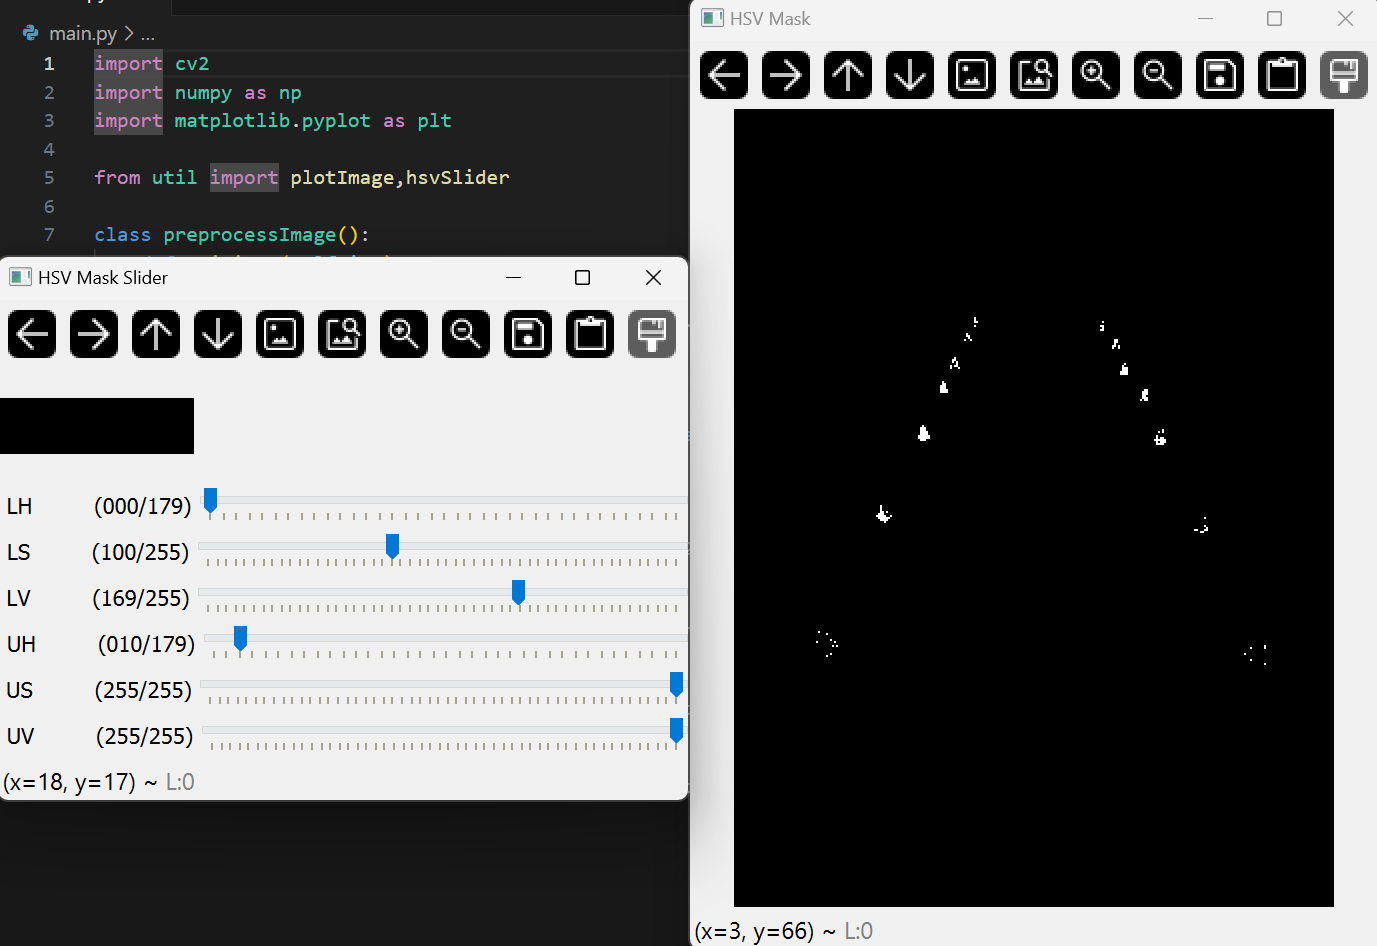 main.py > ...
1 import cv2
2 import numpy as np
3 import matplotlib.pyplot as plt
4
5 from util import plotImage,hsvSlider
6
7 class preprocessImage():
HSV Mask Slider
LH (000/179)
LS (100/255)
LV (169/255)
UH (010/179)
US (255/255)
UV (255/255)
(x=18, y=17) ~ L:0
HSV Mask
(x=3, y=66) ~ L:0